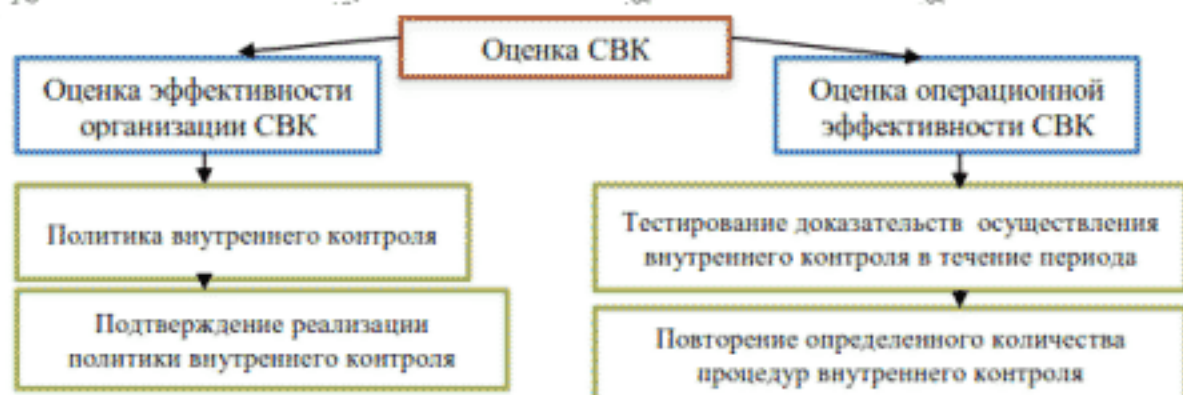 Оценка СВК
Оценка эффективности
организации СВК
Оценка операционной
эффективности СВК
Политика внутреннего контроля
Тестирование доказательств осуществления
внутреннего контроля в течение периода
Подтверждение реализации
политики внутреннего контроля
Повторение определенного количества
процедур внутреннего контроля